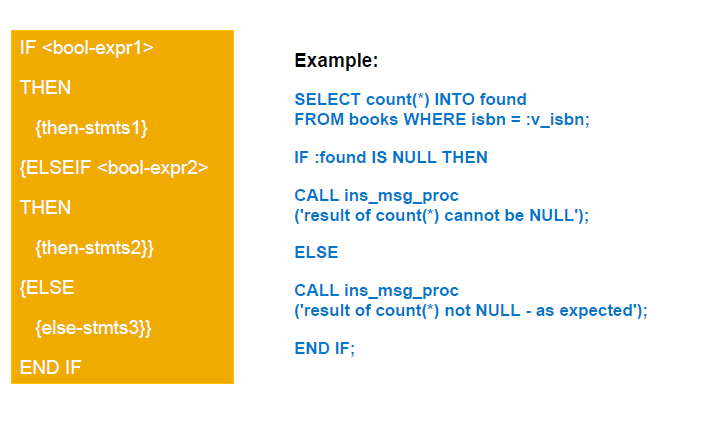 IF <bool-expr1>
THEN
{then-stmts1}
{ELSEIF <bool-expr2>
THEN
{then-stmts2}}
{ELSE
{else-stmts3}}
END IF
Example:
SELECT count(*) INTO found
FROM books WHERE isbn = :v_isbn;
IF :found IS NULL THEN
CALL ins_msg_proc
('result of count(*) cannot be NULL');
ELSE
CALL ins_msg_proc
('result of count(*) not NULL - as expected');
END IF;